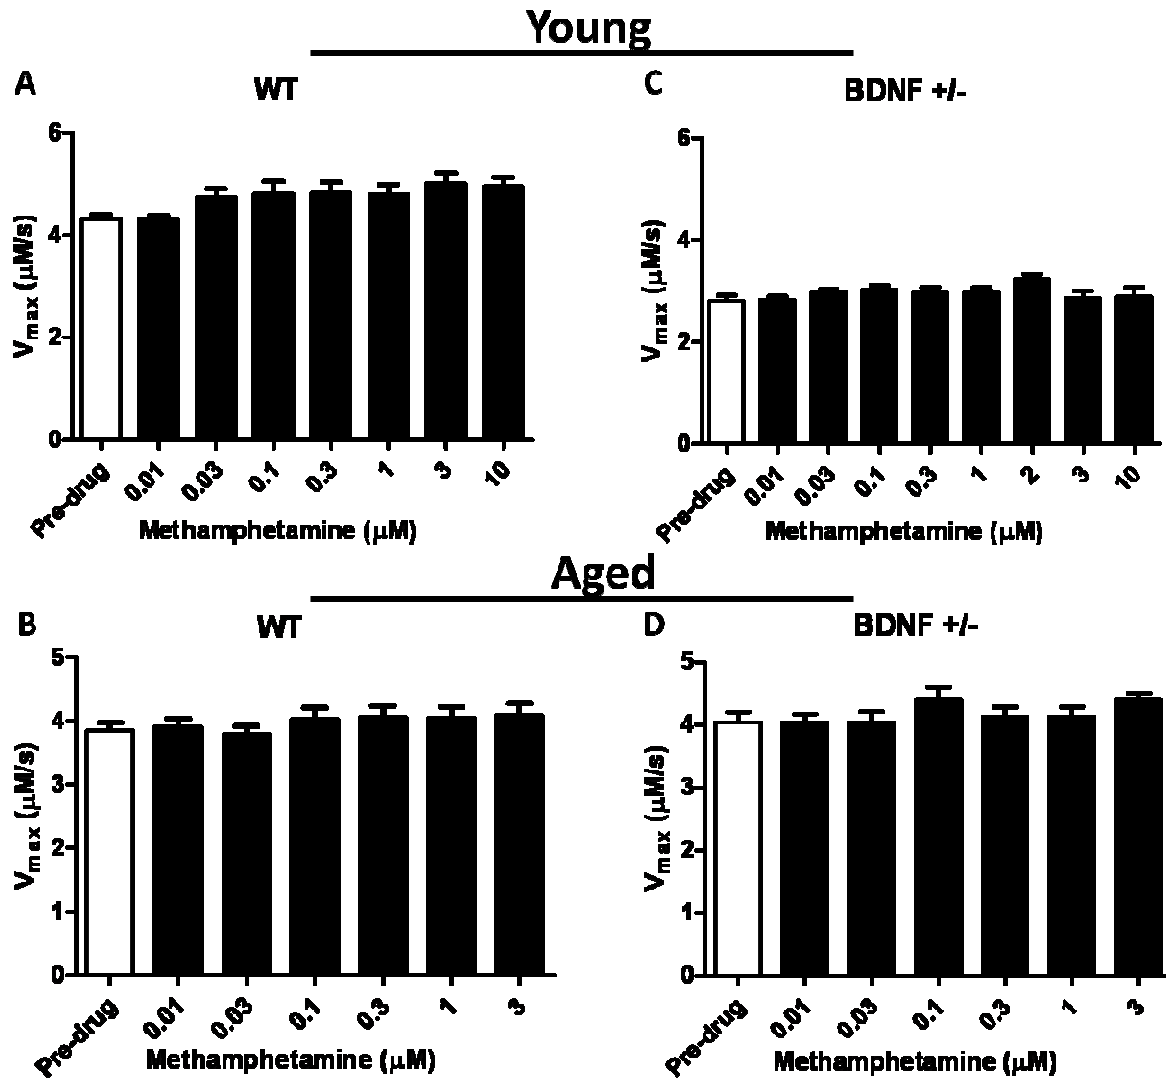 Young
A
WT
6
4
2
0
Vmax (μM/s)
Pre-drug 0.01 0.03 0.1 0.3 1 3 10
Methamphetamine (μM)
C
BDNF +/-
6
4
2
0
Vmax (μM/s)
Pre-drug 0.01 0.03 0.1 0.3 1 2 3 10
Methamphetamine (μM)
Aged
B
WT
5
4
3
2
1
0
Vmax (μM/s)
Pre-drug 0.01 0.03 0.1 0.3 1 3
Methamphetamine (μM)
D
BDNF +/-
5
4
3
2
1
0
Vmax (μM/s)
Pre-drug 0.01 0.03 0.1 0.3 1 3
Methamphetamine (μM)